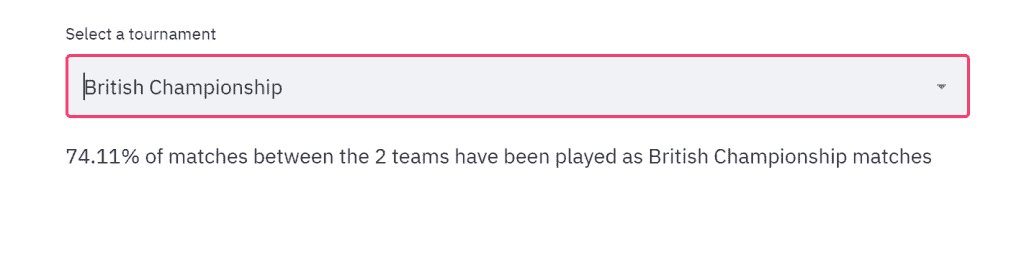 Select a tournament
British Championship
74.11% of matches between the 2 teams have been played as British Championship matches